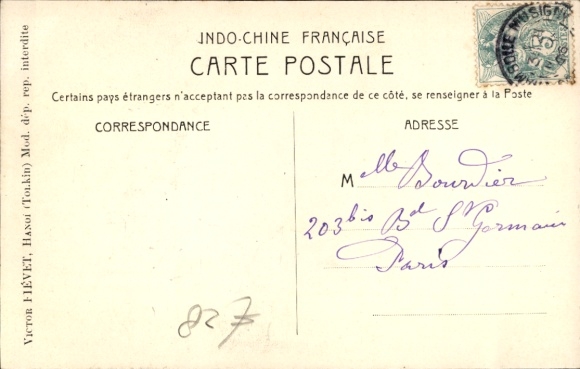 INDO-CHINE FRANÇAISE
CARTE POSTALE
Certains pays étrangers n'acceptant pas la correspondance de ce côté, se renseigner à la Poste
CORRESPONDANCE
ADRESSE
Mlle Bourdier
203bis Bd St Germain
Paris
827
VICTOR FIÉVET, HANOÏ (TONKIN) Mod. dép. rep. interdite